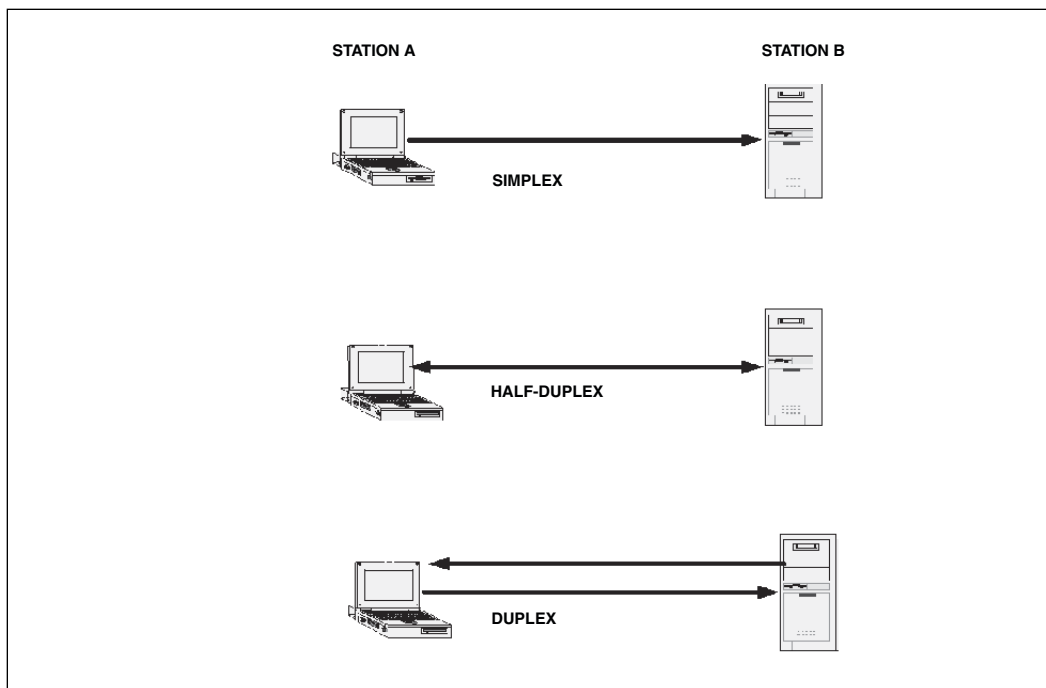 STATION A
STATION B
SIMPLEX
HALF-DUPLEX
DUPLEX